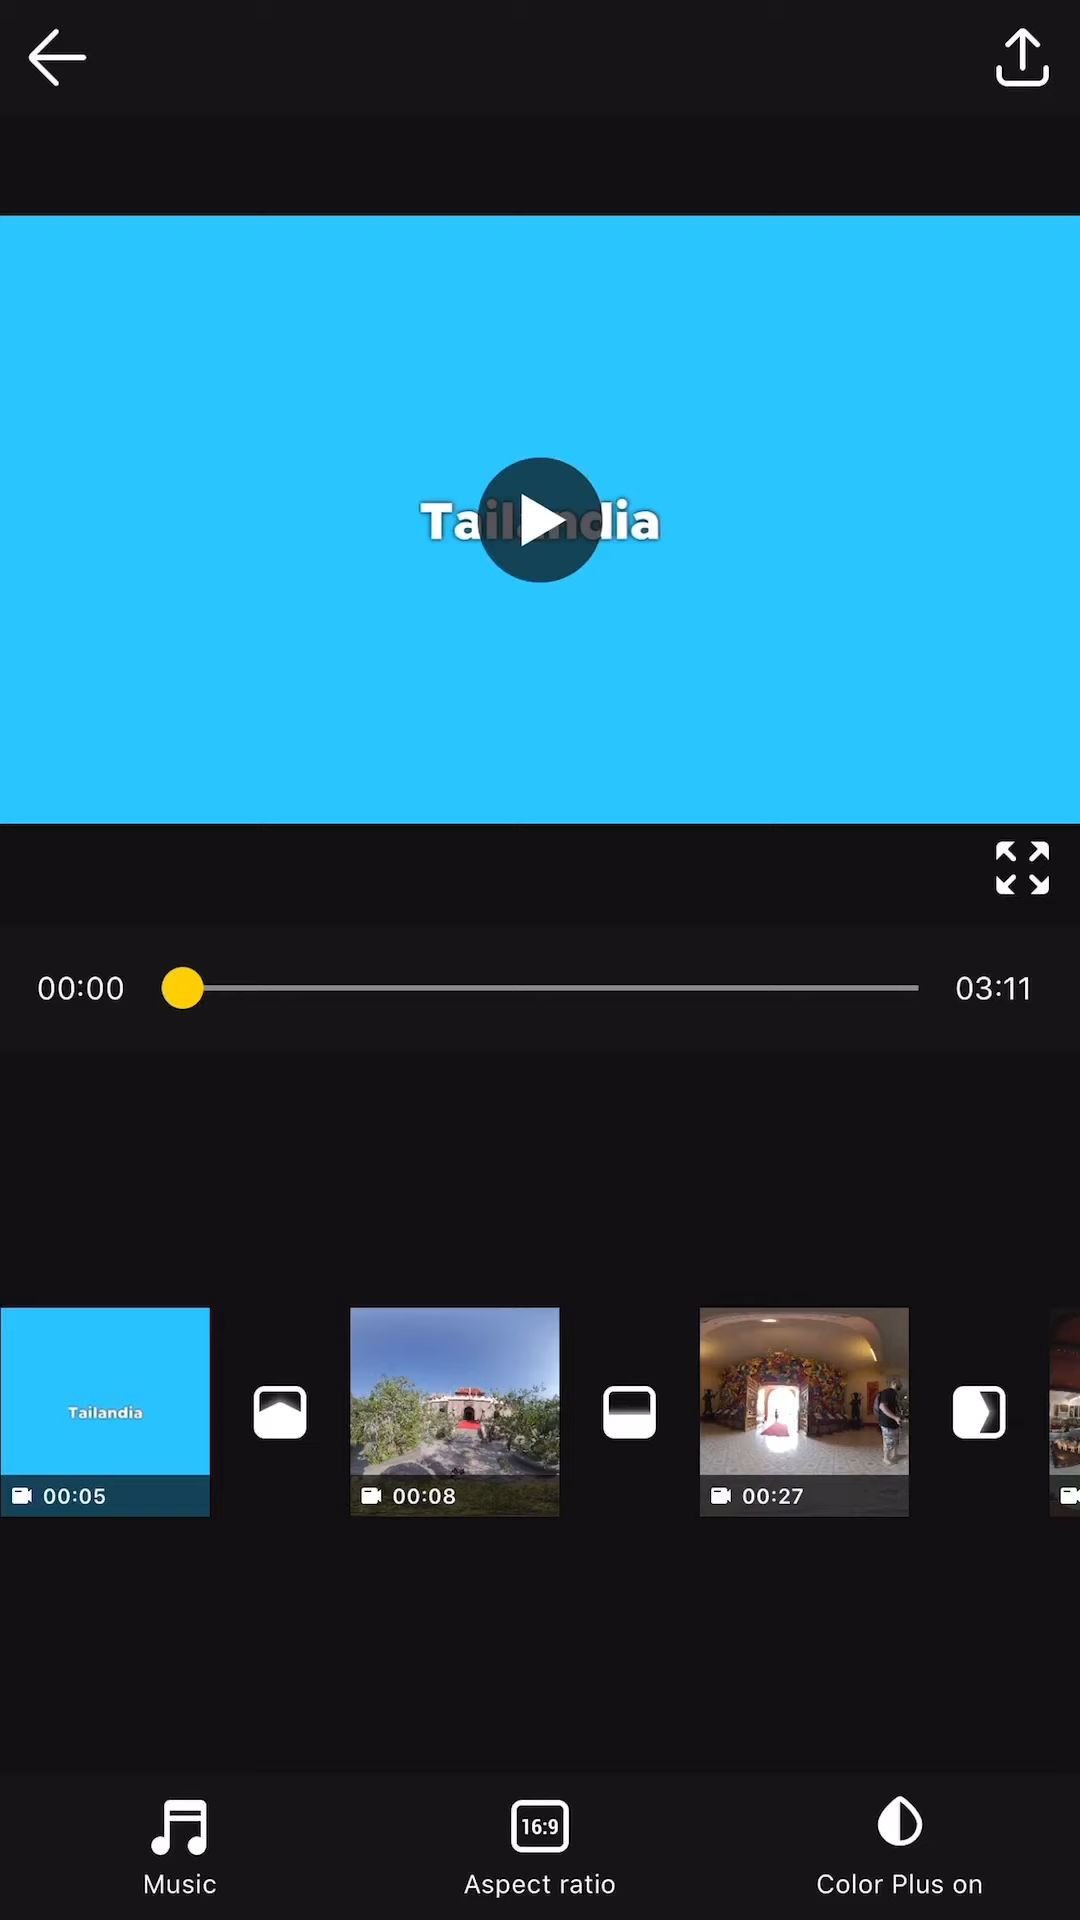 Tailandia
00:00
03:11
Tailandia
00:05
00:08
00:27
16:9
Music
Aspect ratio
Color Plus on